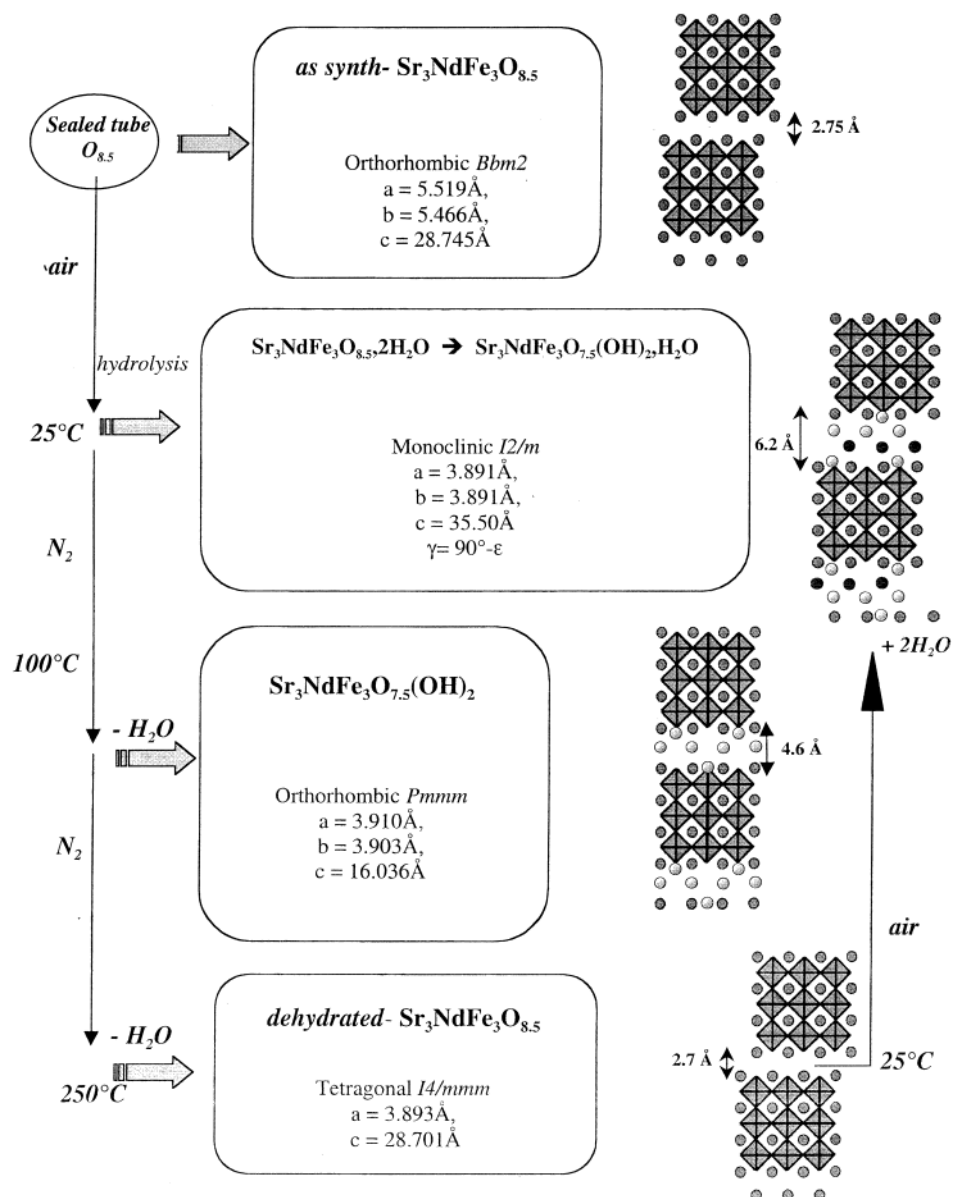 as synth- Sr₃NdFe₃O₈.₅
Sealed tube
O₈.₅
2.75 Å
Orthorhombic Bbm2
a = 5.519Å,
b = 5.466Å,
c = 28.745Å
air
hydrolysis
Sr₃NdFe₃O₈.₅,2H₂O ➔ Sr₃NdFe₃O₇.₅(OH)₂,H₂O
25°C
6.2 Å
Monoclinic I2/m
a = 3.891Å,
b = 3.891Å,
c = 35.50Å
γ= 90°-ε
N₂
100°C
+ 2H₂O
Sr₃NdFe₃O₇.₅(OH)₂
- H₂O
4.6 Å
Orthorhombic Pmmm
a = 3.910Å,
b = 3.903Å,
c = 16.036Å
N₂
air
dehydrated- Sr₃NdFe₃O₈.₅
- H₂O
2.7 Å
25°C
250°C
Tetragonal I4/mmm
a = 3.893Å,
c = 28.701Å